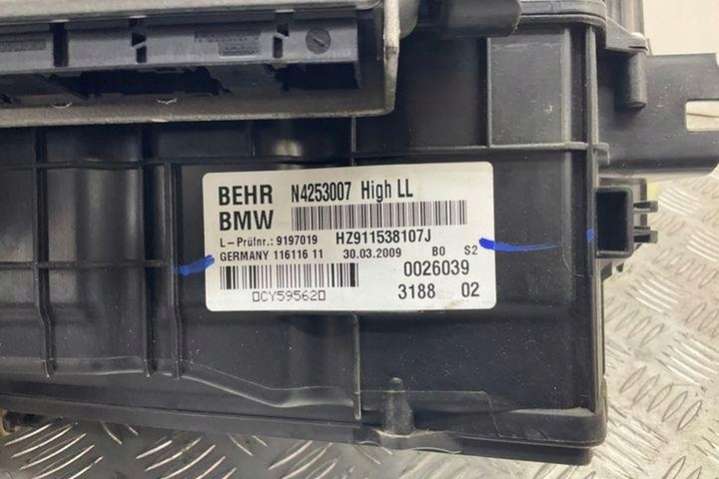 BEHR N4253007 High LL
BMW
L-Prüfnr.: 9197019 HZ911538107J
GERMANY 116116 11 30.03.2009 B0 S2
0026039
0CY595620
3188 02